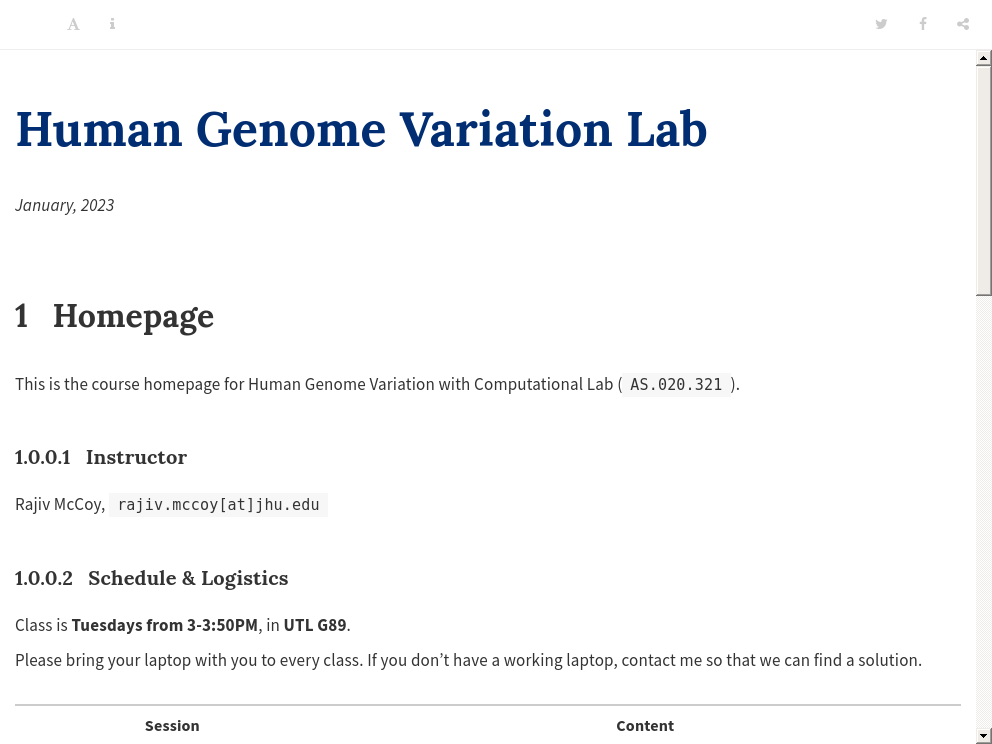 Human Genome Variation Lab
January, 2023
1 Homepage
This is the course homepage for Human Genome Variation with Computational Lab ( AS.020.321 ).
1.0.0.1 Instructor
Rajiv McCoy, rajiv.mccoy[at]jhu.edu
1.0.0.2 Schedule & Logistics
Class is Tuesdays from 3-3:50PM, in UTL G89.
Please bring your laptop with you to every class. If you don’t have a working laptop, contact me so that we can find a solution.
Session Content